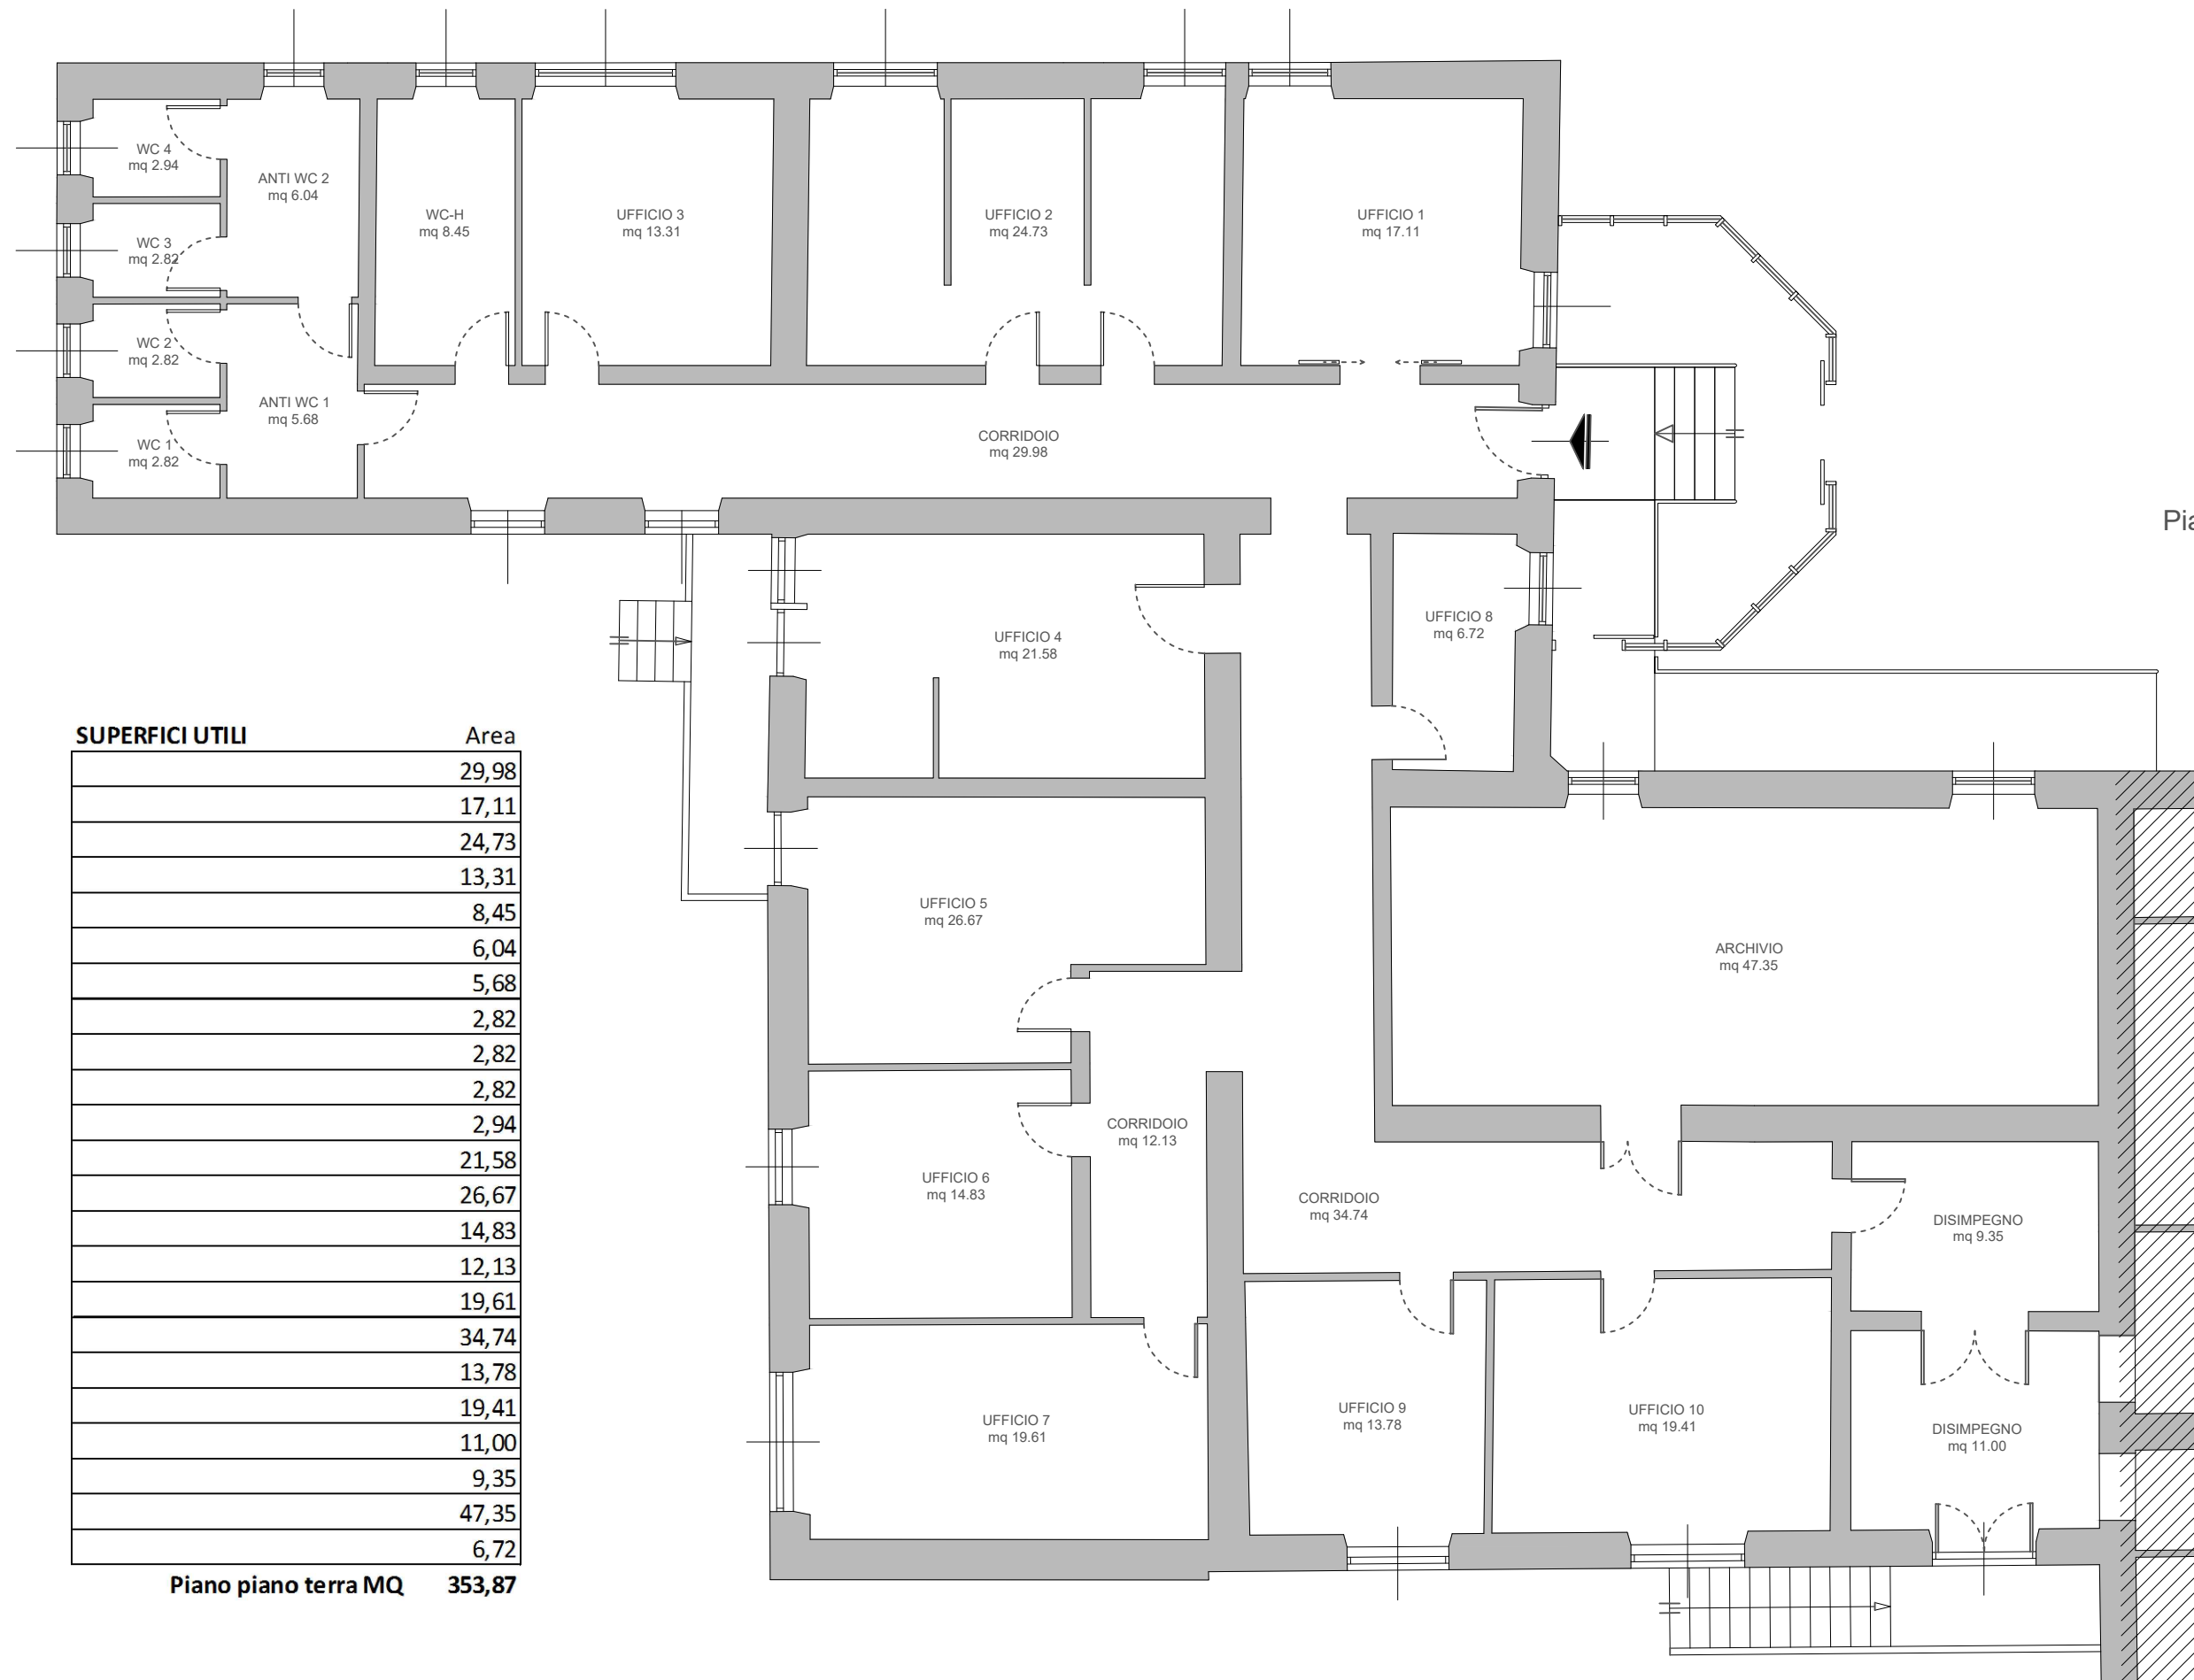 WC 4
mq 2.94
ANTI WC 2
mq 6.04
WC-H
mq 8.45
UFFICIO 3
mq 13.31
UFFICIO 2
mq 24.73
UFFICIO 1
mq 17.11
WC 3
mq 2.82
WC 2
mq 2.82
ANTI WC 1
mq 5.68
WC 1
mq 2.82
CORRIDOIO
mq 29.98
Pia
UFFICIO 8
mq 6.72
UFFICIO 4
mq 21.58
UFFICIO 5
mq 26.67
ARCHIVIO
mq 47.35
CORRIDOIO
mq 12.13
UFFICIO 6
mq 14.83
CORRIDOIO
mq 34.74
DISIMPEGNO
mq 9.35
UFFICIO 7
mq 19.61
UFFICIO 9
mq 13.78
UFFICIO 10
mq 19.41
DISIMPEGNO
mq 11.00
SUPERFICI UTILI Area
29,98
17,11
24,73
13,31
8,45
6,04
5,68
2,82
2,82
2,82
2,94
21,58
26,67
14,83
12,13
19,61
34,74
13,78
19,41
11,00
9,35
47,35
6,72
Piano piano terra MQ 353,87